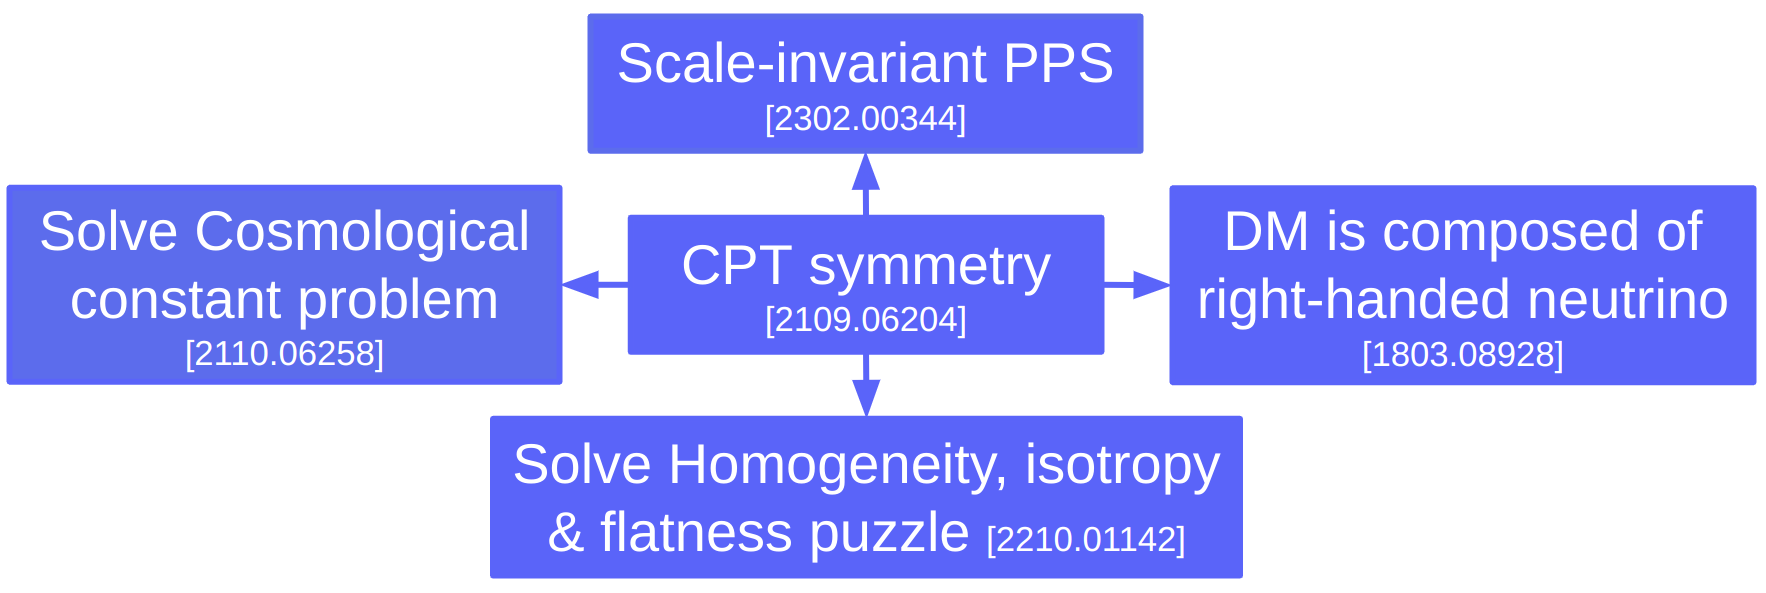 Scale-invariant PPS
[2302.00344]
Solve Cosmological
constant problem
[2110.06258]
CPT symmetry
[2109.06204]
DM is composed of
right-handed neutrino
[1803.08928]
Solve Homogeneity, isotropy
& flatness puzzle [2210.01142]